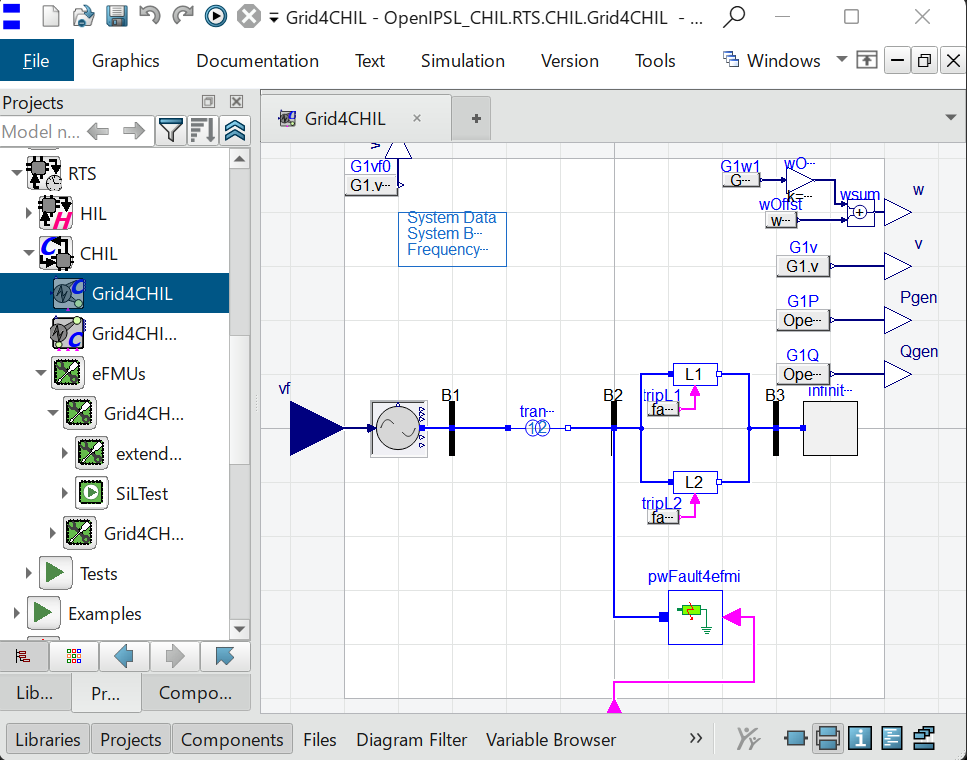 Grid4CHIL - OpenIPSL_CHIL.RTS.CHIL.Grid4CHIL - ...
File Graphics Documentation Text Simulation Version Tools Windows
Projects
Model n...
RTS
HIL
CHIL
Grid4CHIL
Grid4CHI...
eFMUs
Grid4CH...
extend...
SiLTest
Grid4CH...
Tests
Examples
Lib... Pr... Compo...
Grid4CHIL
G1vf0
G1.v···
System Data
System B···
Frequency···
G1w1
G···
wO···
k=···
wOffst
w···
wsum
w
G1v
G1.v
v
G1P
Ope···
Pgen
G1Q
Ope···
Qgen
vf
B1
tran···
B2
tripL1
fa···
L1
B3
infinit···
L2
tripL2
fa···
pwFault4efmi
Libraries Projects Components Files Diagram Filter Variable Browser